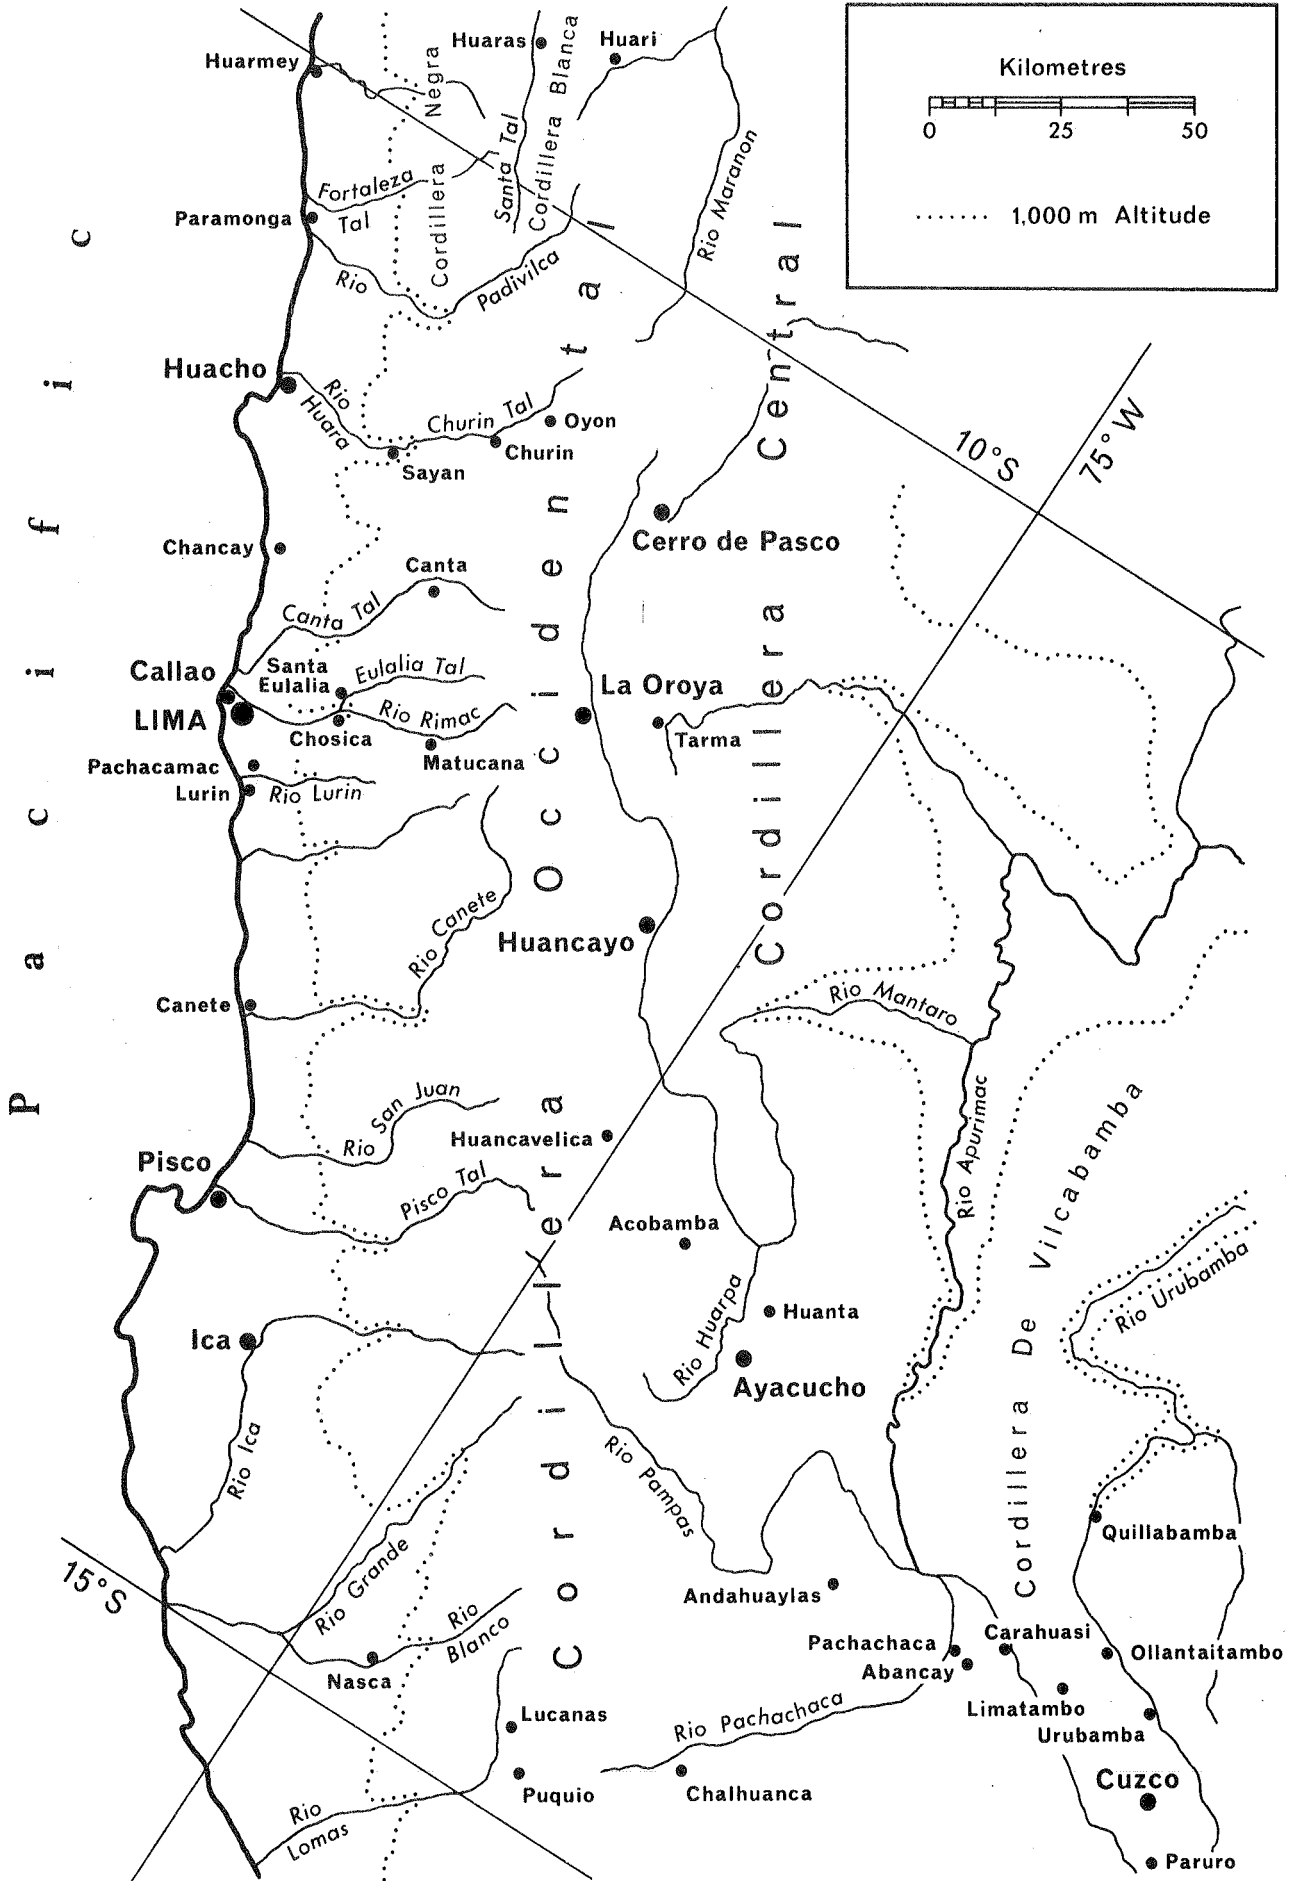 Kilometres
0 25 50
1,000 m Altitude
Pacific
Huaras
Huari
Huarmey
Cordillera Negra
Cordillera Blanca
Santa Tal
Fortaleza
Tal
Paramonga
Rio Maranon
Rio Padivilca
Huacho
Rio
Huara
Churin Tal
Oyon
Churin
Sayan
10°S
75°W
Chancay
Cerro de Pasco
Canta
Canta Tal
Callao
Santa
Eulalia
Eulalia Tal
La Oroya
LIMA
Rio Rimac
Tarma
Chosica
Matucana
Pachacamac
Lurin
Rio Lurin
Cordillera Central
Cordillera Occidental
Rio Canete
Huancayo
Canete
Rio Mantaro
Rio San Juan
Huancavelica
Rio Apurimac
Cordillera De Vilcabamba
Pisco
Pisco Tal
Acobamba
Rio Urubamba
Huanta
Rio Huarpa
Ica
Ayacucho
Rio Ica
Rio Pampas
Quillabamba
15°S
Rio Grande
Andahuaylas
Rio
Blanco
Nasca
Pachachaca
Carahuasi
Abancay
Ollantaitambo
Limatambo
Urubamba
Lucanas
Rio Pachachaca
Puquio
Chalhuanca
Cuzco
Rio
Lomas
Paruro